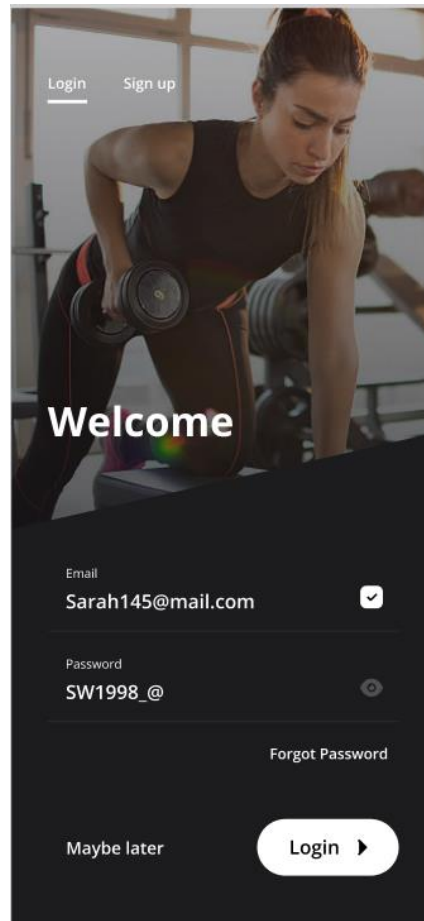 Login Sign up
Welcome
Email
Sarah145@mail.com
Password
SW1998_@
Forgot Password
Maybe later Login